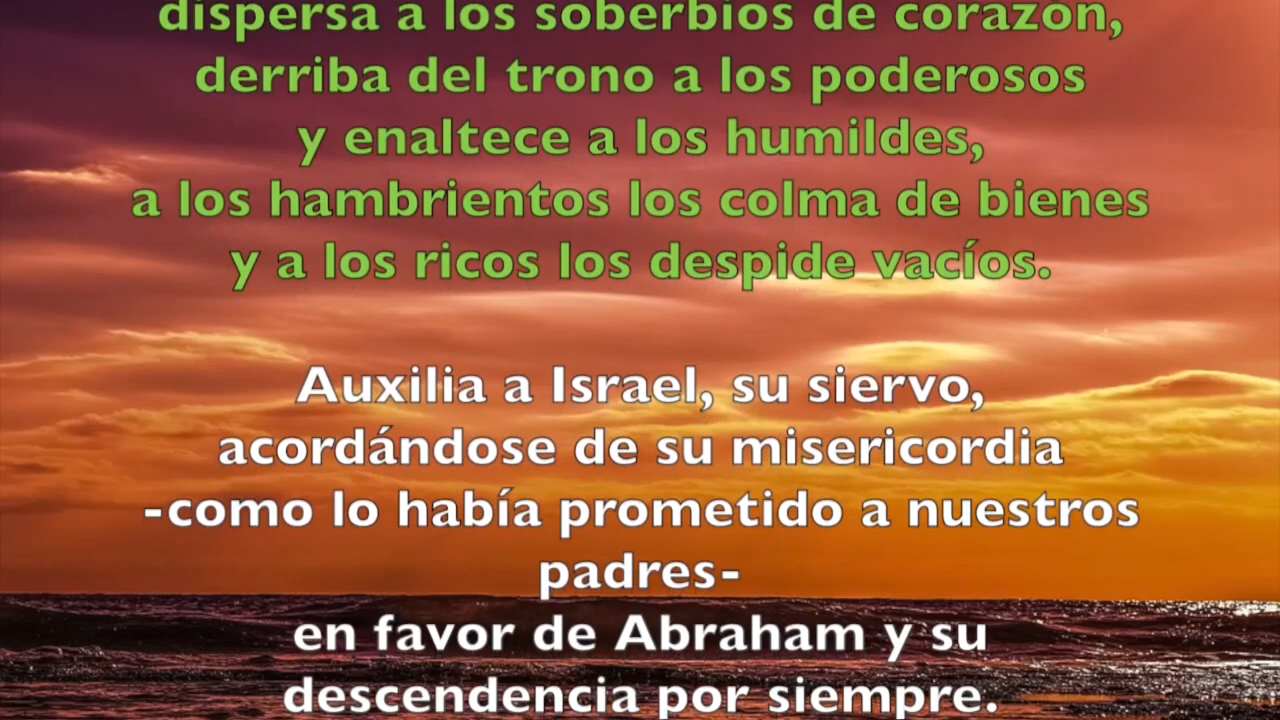 dispersa a los soberbios de corazón,
derriba del trono a los poderosos
y enaltece a los humildes,
a los hambrientos los colma de bienes
y a los ricos los despide vacíos.
Auxilia a Israel, su siervo,
acordándose de su misericordia
-como lo había prometido a nuestros
padres-
en favor de Abraham y su
descendencia por siempre.